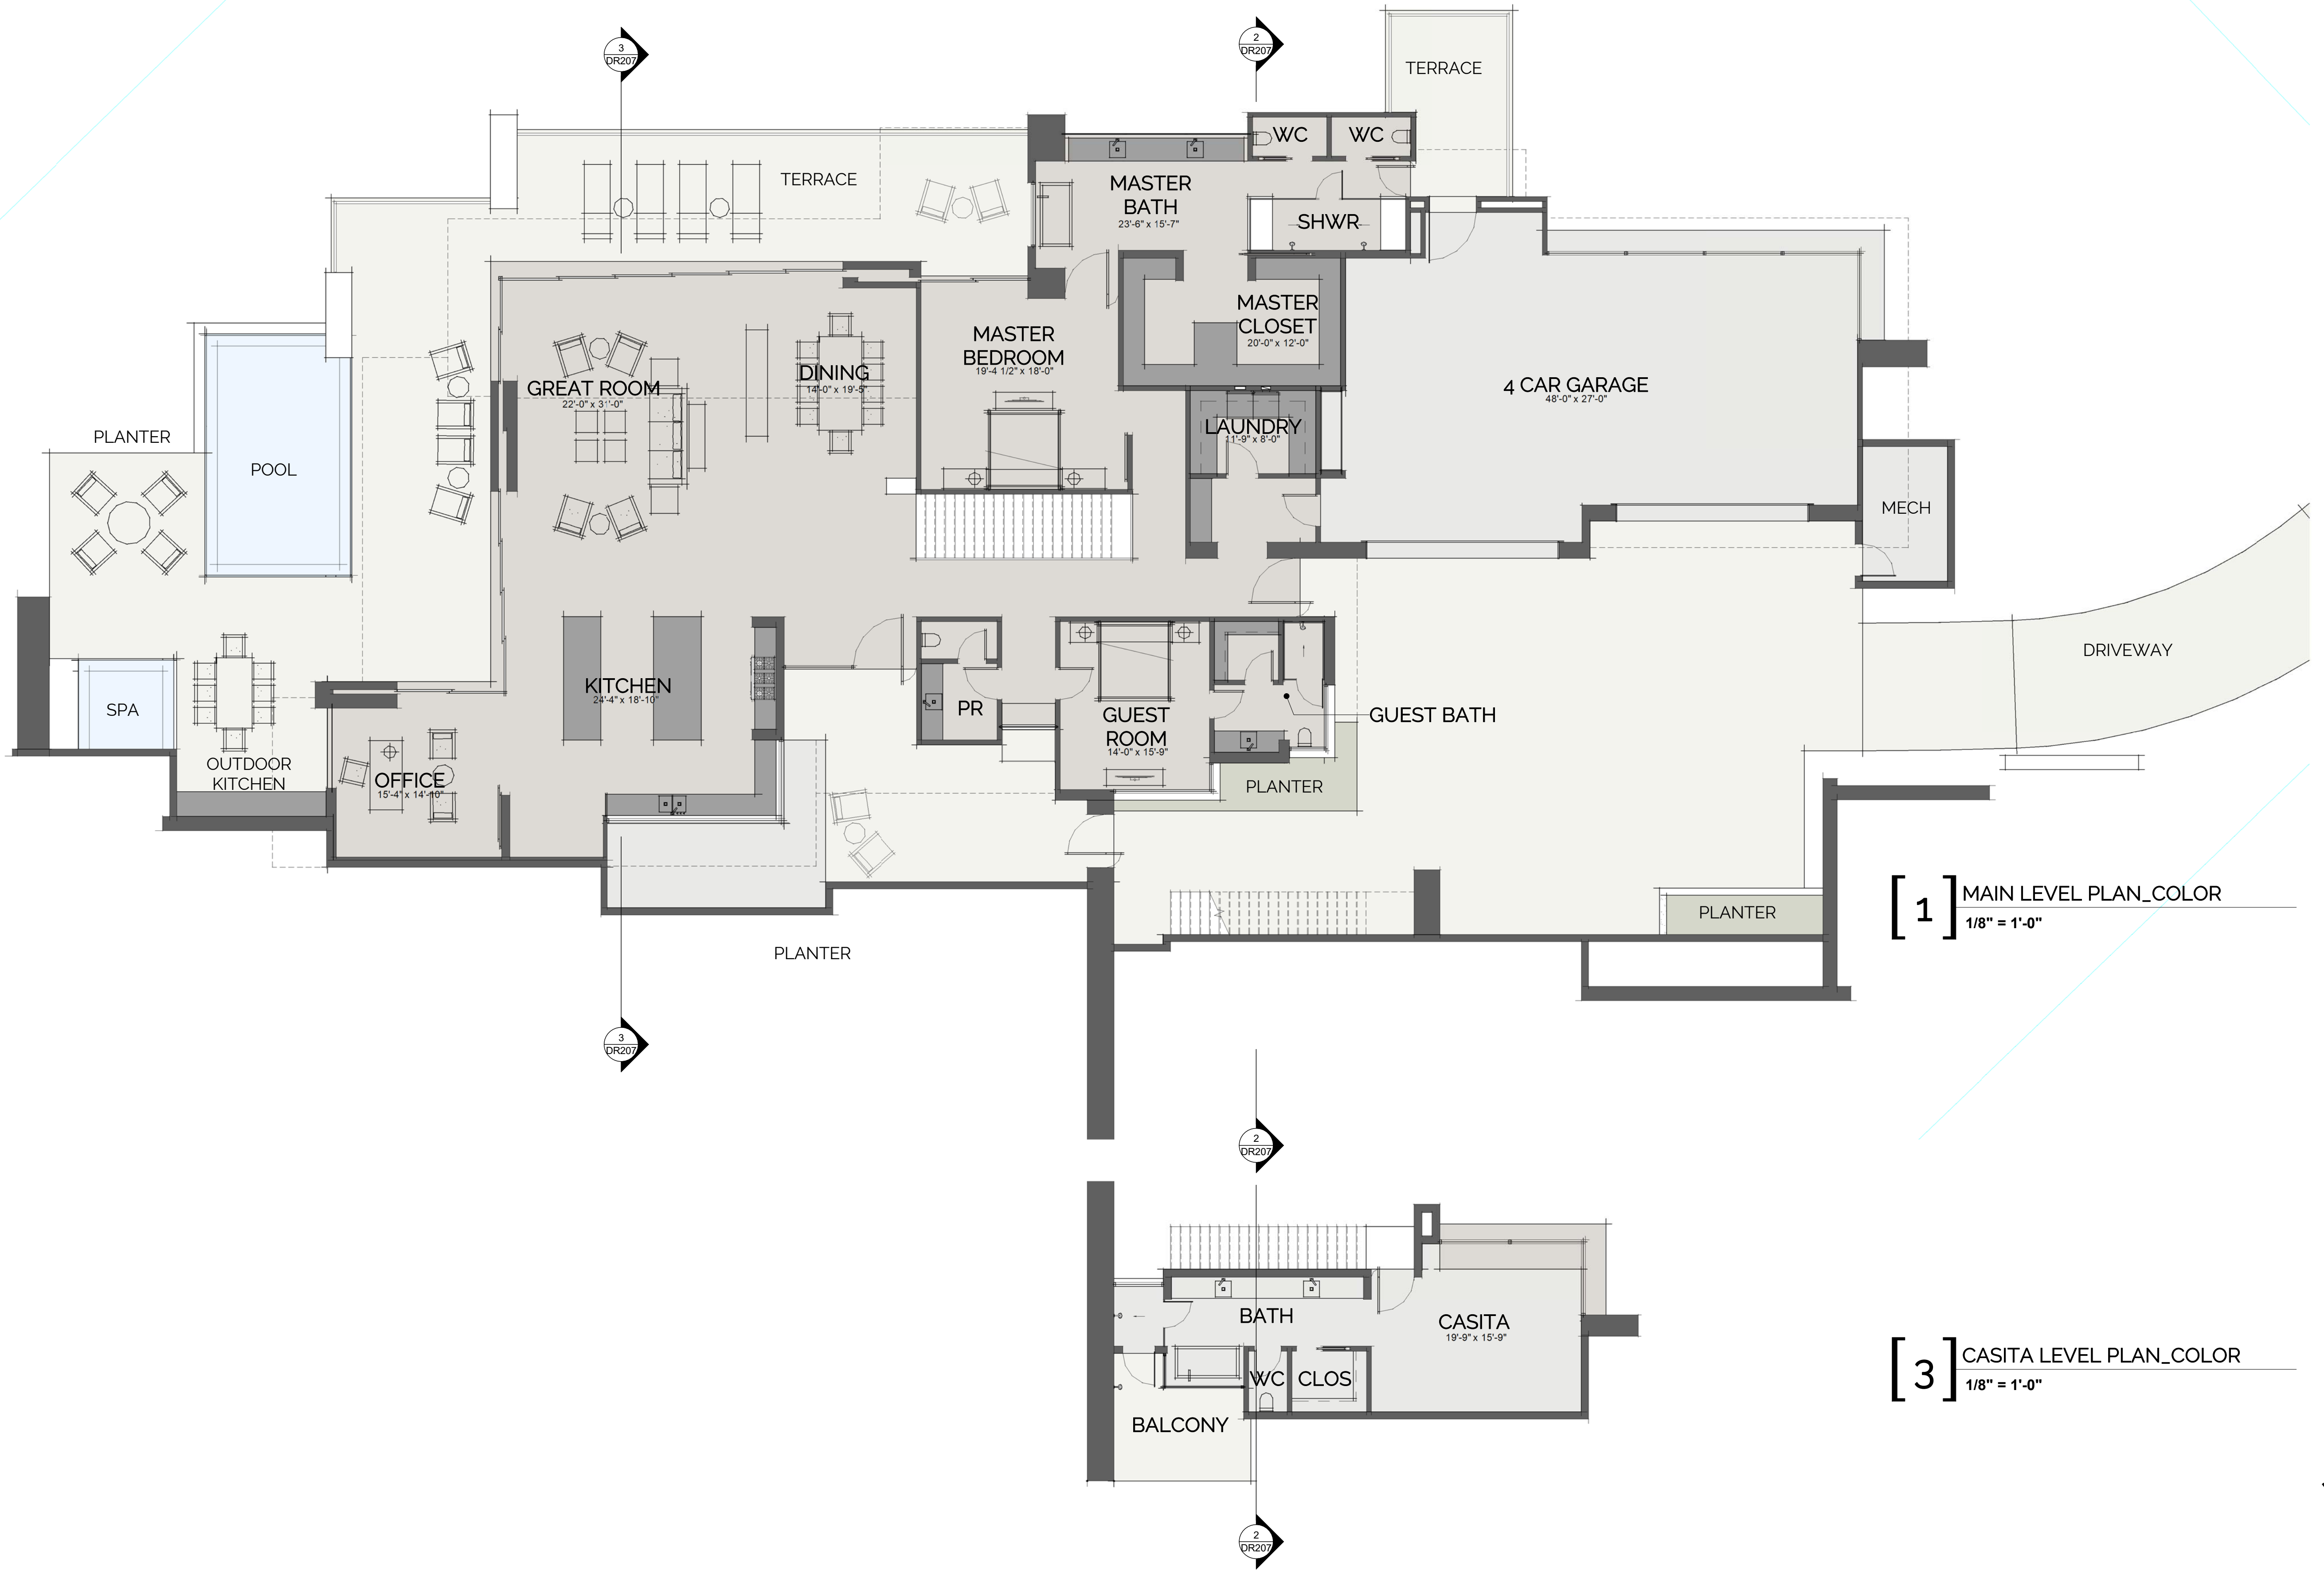 3
DR207
2
DR207
TERRACE
WC
WC
TERRACE
MASTER
BATH
23'-6" x 15'-7"
SHWR
MASTER
CLOSET
20'-0" x 12'-0"
MASTER
BEDROOM
19'-4 1/2" x 18'-0"
DINING
14'-0" x 19'-5"
GREAT ROOM
22'-0" x 31'-0"
4 CAR GARAGE
48'-0" x 27'-0"
LAUNDRY
11'-9" x 8'-0"
PLANTER
POOL
MECH
DRIVEWAY
KITCHEN
24'-4" x 18'-10"
SPA
PR
GUEST
ROOM
14'-0" x 15'-9"
GUEST BATH
OUTDOOR
KITCHEN
OFFICE
15'-4" x 14'-10"
PLANTER
PLANTER
PLANTER
[1] MAIN LEVEL PLAN_COLOR
1/8" = 1'-0"
3
DR207
2
DR207
BATH
CASITA
19'-9" x 15'-9"
WC
CLOS
BALCONY
[3] CASITA LEVEL PLAN_COLOR
1/8" = 1'-0"
2
DR207